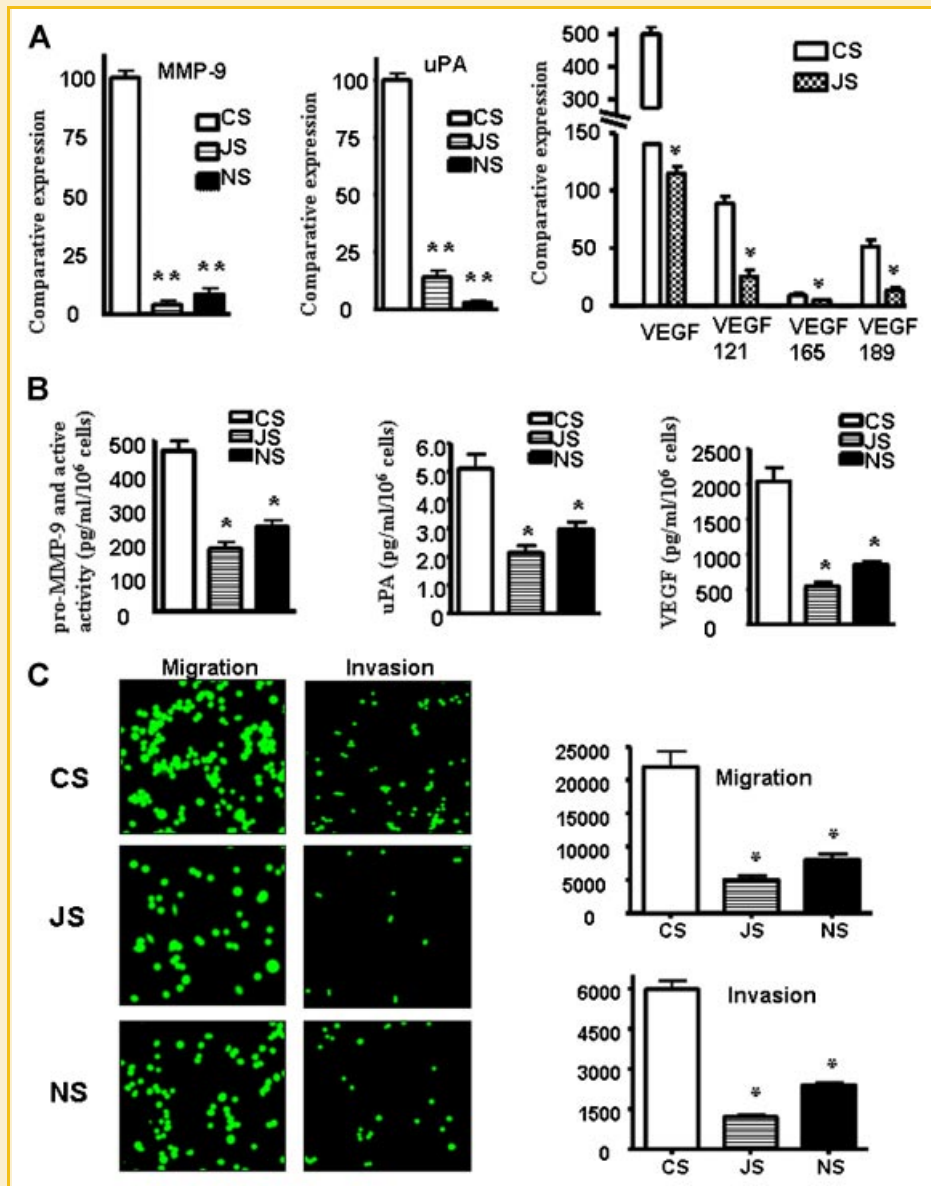 A
MMP-9
Comparative expression
100
75
50
25
0
CS
JS
NS
**
**
uPA
Comparative expression
100
75
50
25
0
CS
JS
NS
**
**
Comparative expression
500
400
300
150
100
50
0
CS
JS
*
*
*
*
VEGF
VEGF
121
VEGF
165
VEGF
189
B
pro-MMP-9 and active
activity (pg/ml/10⁶ cells)
500
400
300
200
100
0
CS
JS
NS
*
*
uPA (pg/ml/10⁶ cells)
6.0
5.0
4.0
3.0
2.0
1.0
0
CS
JS
NS
*
*
VEGF (pg/ml/10⁶ cells)
2500
2000
1500
1000
500
0
CS
JS
NS
*
*
C
Migration
Invasion
CS
JS
NS
25000
20000
15000
10000
5000
0
Migration
*
*
CS
JS
NS
6000
4500
3000
1500
0
Invasion
*
*
CS
JS
NS